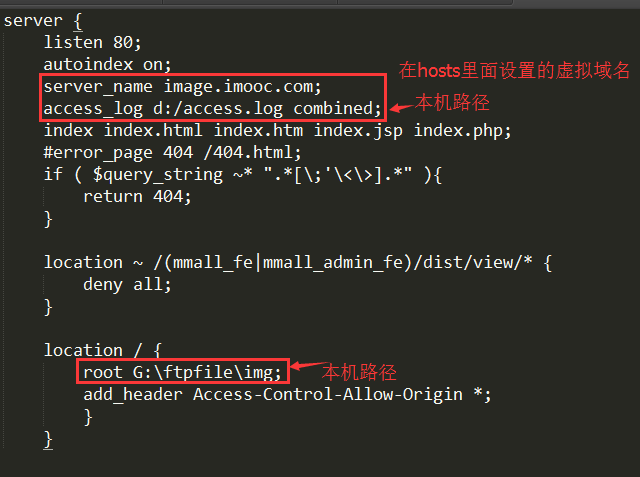 server {
listen 80;
autoindex on;
server_name image.imooc.com;
在hosts里面设置的虚拟域名
access_log d:/access.log combined;
本机路径
index index.html index.htm index.jsp index.php;
#error_page 404 /404.html;
if ( $query_string ~* ".*[\;'\<\>].*" ){
return 404;
}
location ~ /(mmall_fe|mmall_admin_fe)/dist/view/* {
deny all;
}
location / {
root G:\ftpfile\img;
本机路径
add_header Access-Control-Allow-Origin *;
}
}